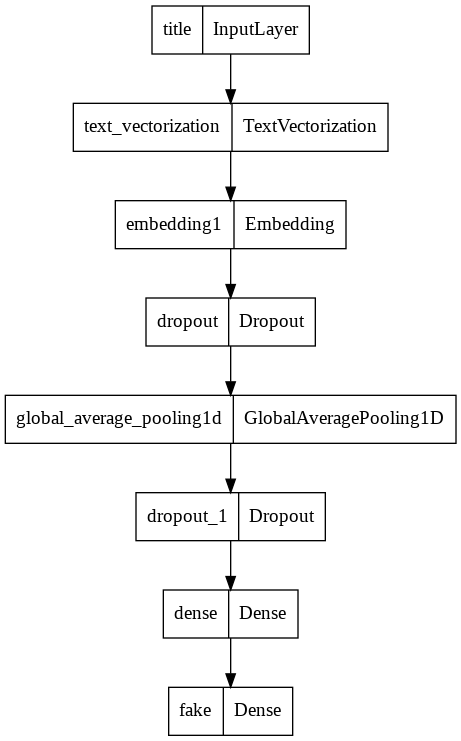 title InputLayer
text_vectorization TextVectorization
embedding1 Embedding
dropout Dropout
global_average_pooling1d GlobalAveragePooling1D
dropout_1 Dropout
dense Dense
fake Dense